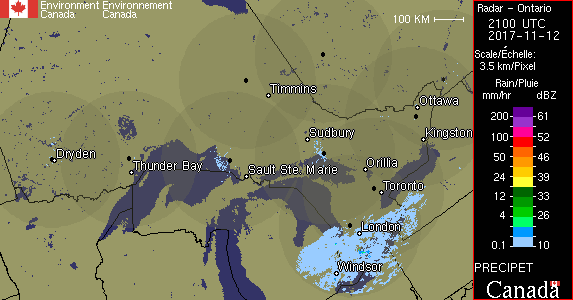 Environment Environnement
Canada Canada
100 KM
Timmins
Ottawa
Sudbury
Kingston
Dryden
Thunder Bay
Sault Ste. Marie
Orillia
Toronto
London
Windsor
Radar - Ontario
2100 UTC
2017-11-12
Scale/Échelle:
3.5 km/Pixel
Rain/Pluie
mm/hr dBZ
200 61
100 52
50 46
24 39
12 33
4 26
0.1 10
PRECIPET
Canada